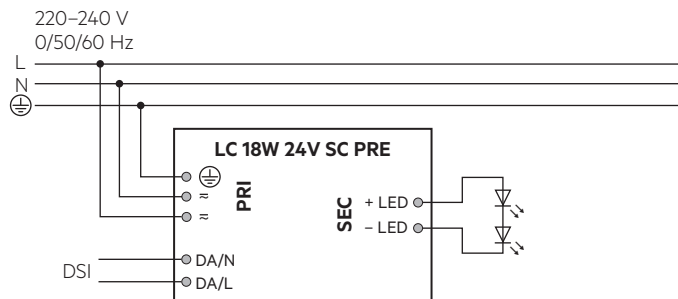 220–240 V
0/50/60 Hz
L
N
LC 18W 24V SC PRE
PRI
≂
≂
SEC
+ LED
– LED
DSI
DA/N
DA/L